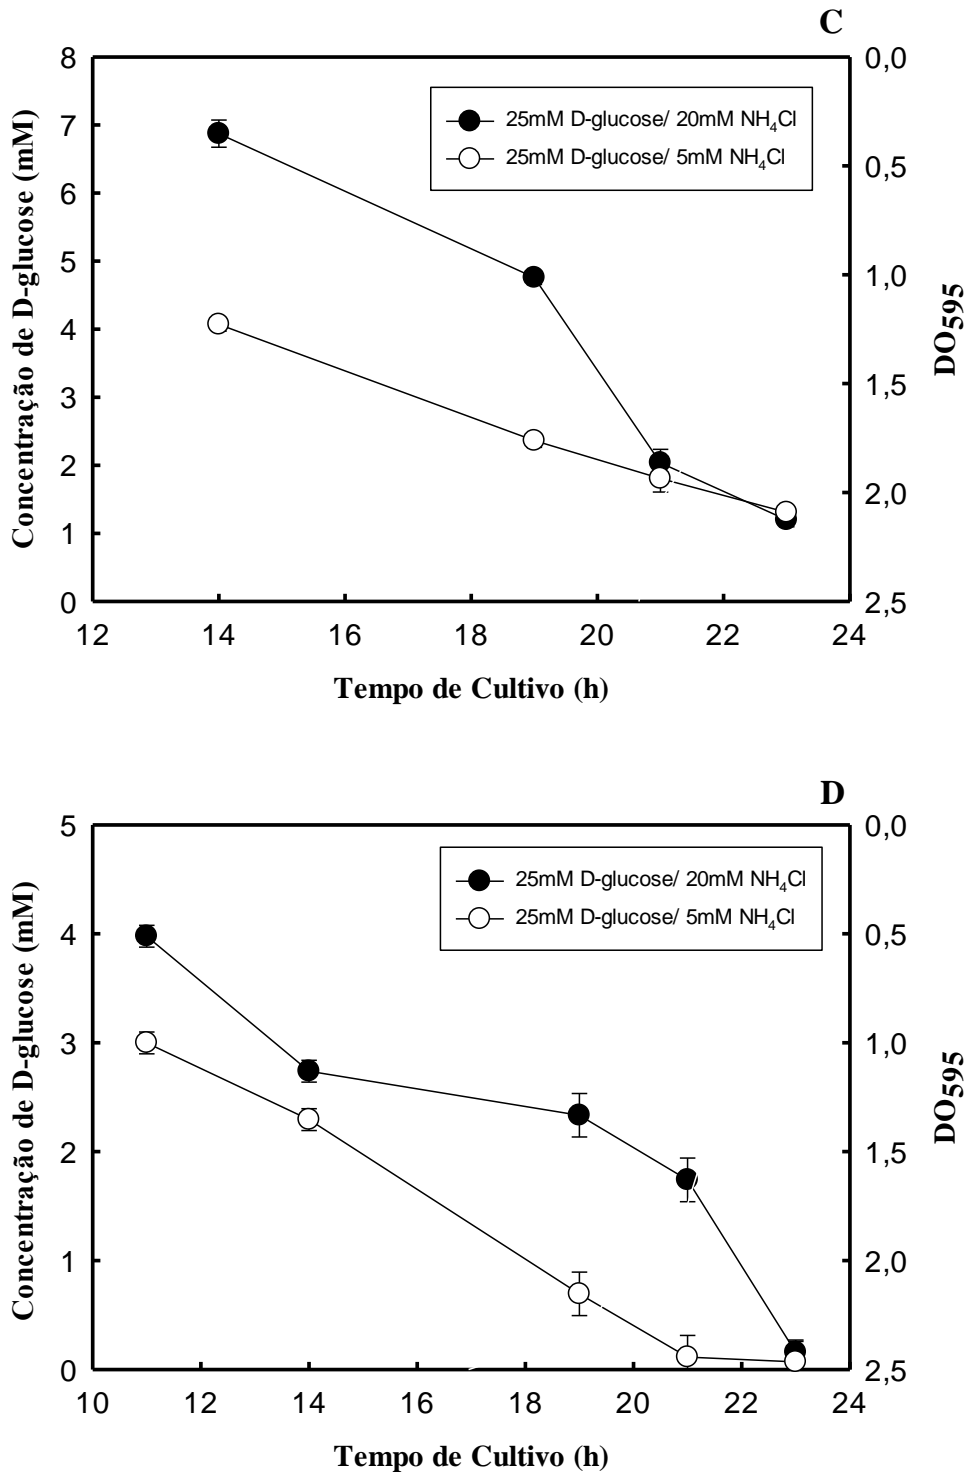 C
8
7
6
5
4
3
2
1
0
Concentração de D-glucose (mM)
25mM D-glucose/ 20mM NH₄Cl
25mM D-glucose/ 5mM NH₄Cl
0,0
0,5
1,0
1,5
2,0
2,5
DO595
12 14 16 18 20 22 24
Tempo de Cultivo (h)
D
5
4
3
2
1
0
Concentração de D-glucose (mM)
25mM D-glucose/ 20mM NH₄Cl
25mM D-glucose/ 5mM NH₄Cl
0,0
0,5
1,0
1,5
2,0
2,5
DO595
10 12 14 16 18 20 22 24
Tempo de Cultivo (h)